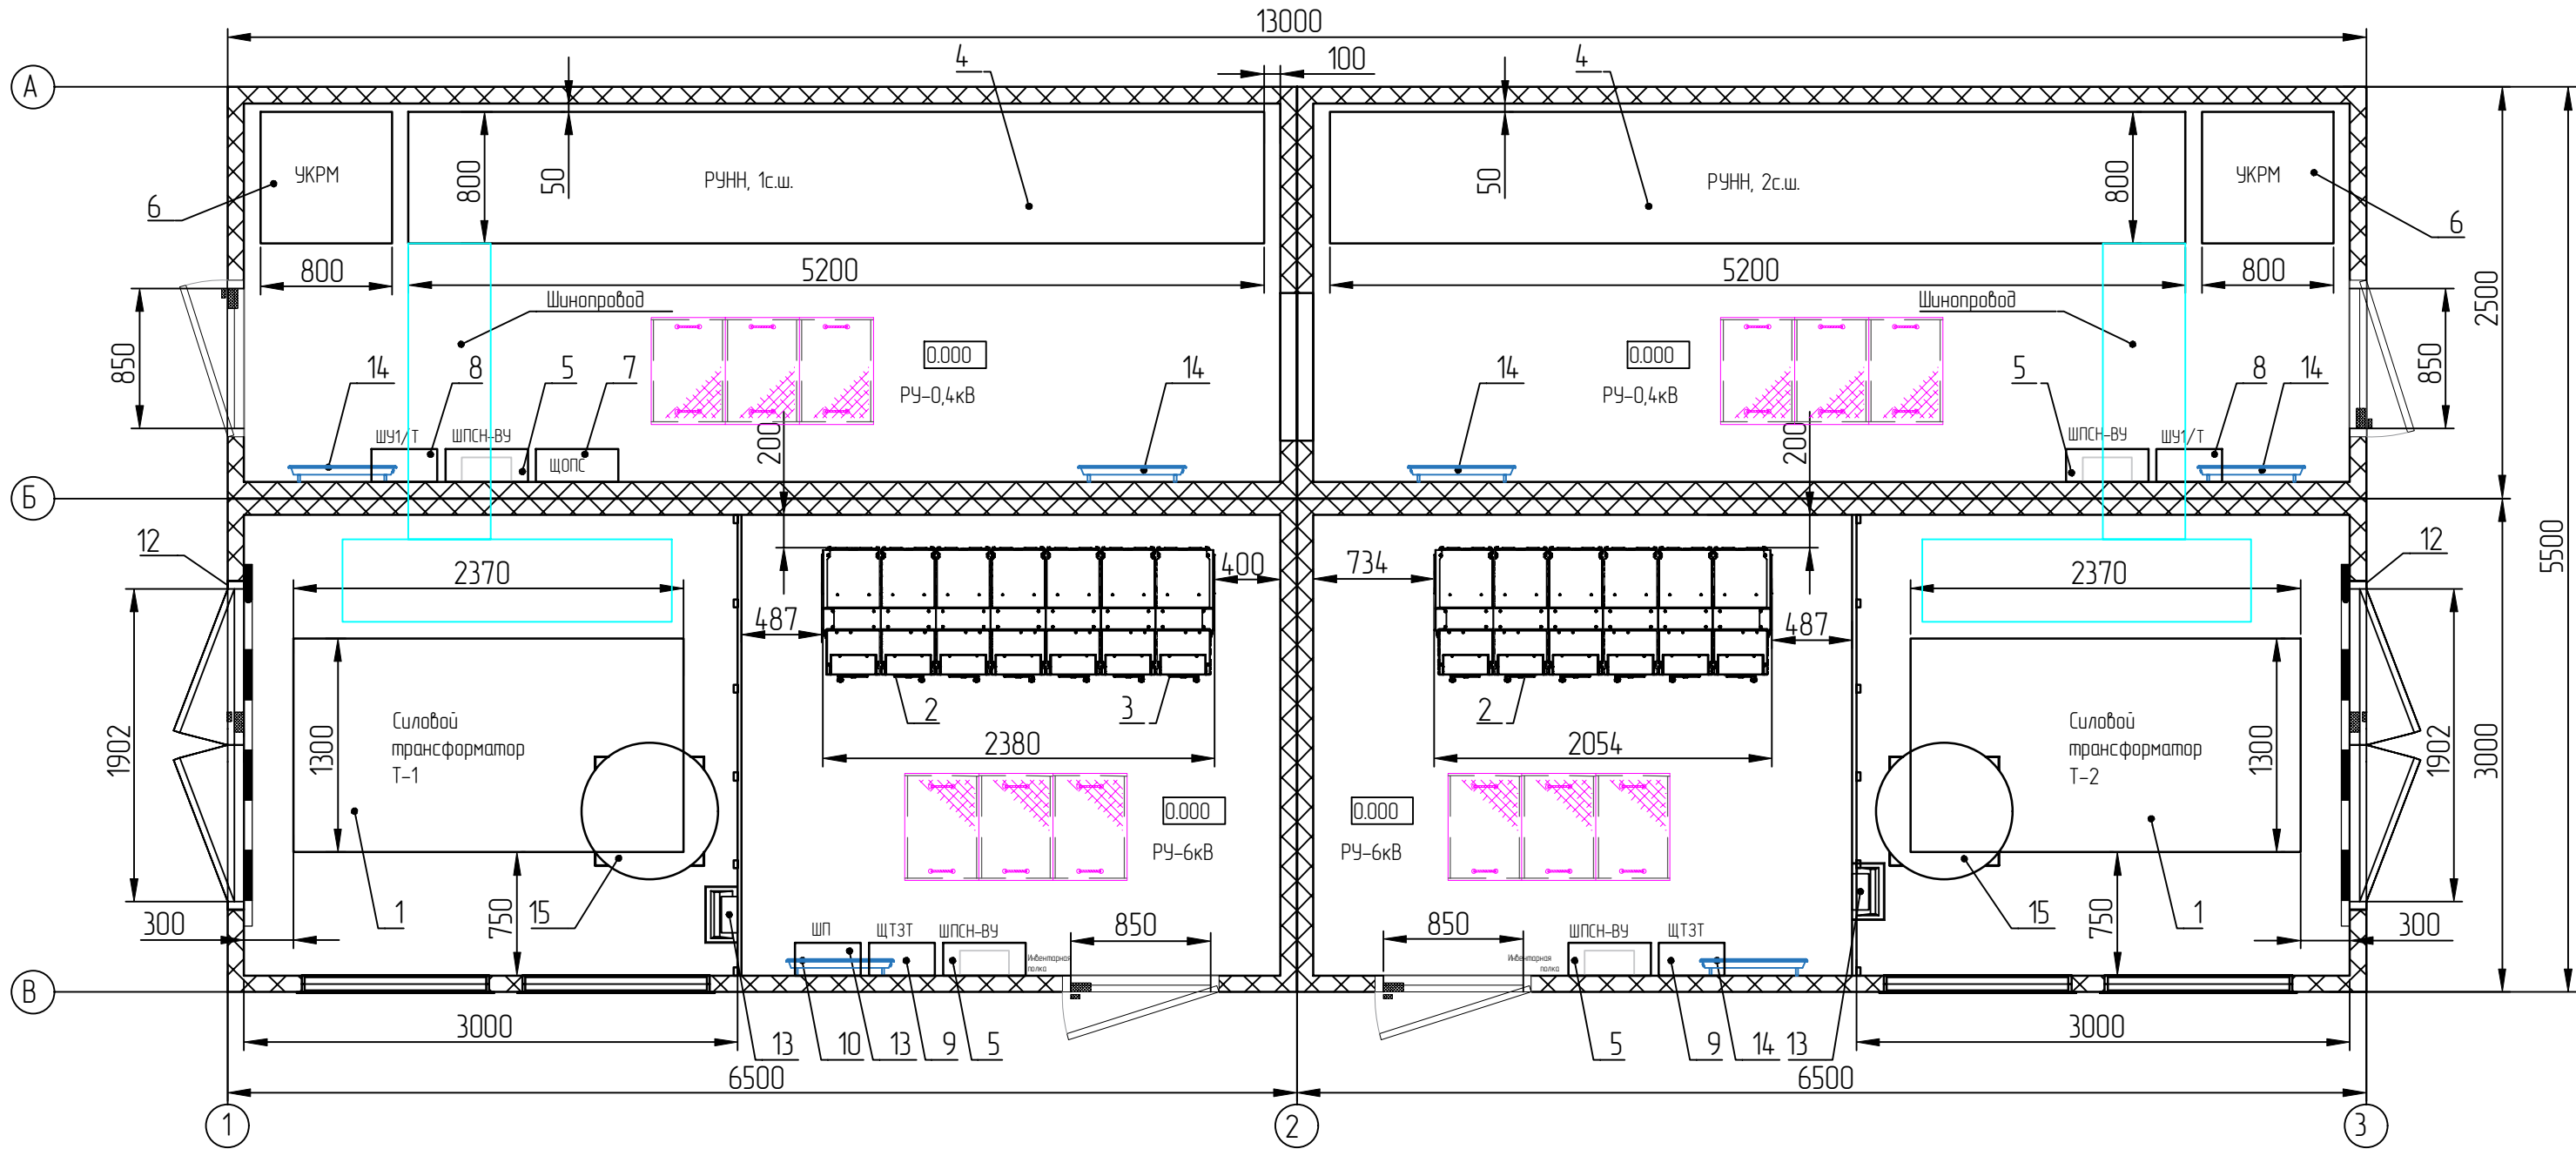 13000
А
4
100
4
6
УКРМ
800
50
РУНН, 1с.ш.
50
РУНН, 2с.ш.
800
УКРМ
6
800
5200
5200
800
2500
Шинопровод
Шинопровод
850
0.000
РУ-0,4кВ
0.000
РУ-0,4кВ
850
14
8
5
7
14
14
5
8
14
ШУ1/Т
ШПСН-ВУ
ЩОПС
200
200
ШПСН-ВУ
ШУ1/Т
Б
5500
12
2370
400
734
2370
12
487
487
1902
1300
Силовой
трансформатор
Т-1
2
3
2380
2
2054
Силовой
трансформатор
Т-2
1300
1902
3000
0.000
РУ-6кВ
0.000
РУ-6кВ
300
1
750
15
15
750
1
300
ШП
ЩТЗТ
ШПСН-ВУ
Инвентарная
полка
850
850
Инвентарная
полка
ШПСН-ВУ
ЩТЗТ
В
3000
13
10
13
9
5
5
9
14
13
3000
6500
6500
1
2
3